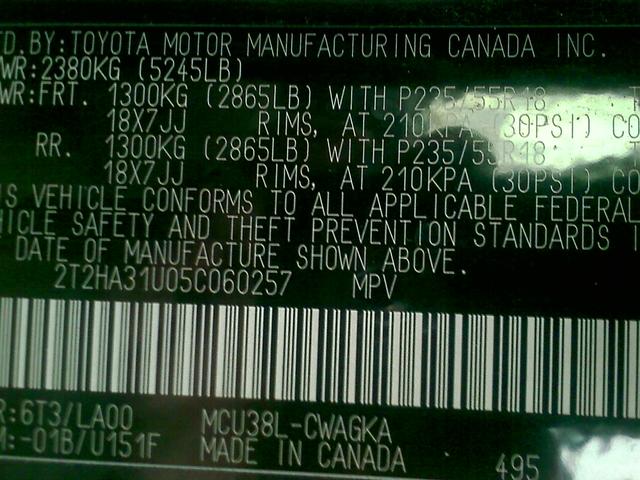 D.BY:TOYOTA MOTOR MANUFACTURING CANADA INC.
WR:2380KG (5245LB)
WR:FRT. 1300KG (2865LB) WITH P235/55R18
18X7JJ RIMS, AT 210KPA (30PSI) CO
RR. 1300KG (2865LB) WITH P235/55R18
18X7JJ RIMS, AT 210KPA (30PSI) CO
IS VEHICLE CONFORMS TO ALL APPLICABLE FEDERAL
HICLE SAFETY AND THEFT PREVENTION STANDARDS I
DATE OF MANUFACTURE SHOWN ABOVE.
2T2HA31U05C060257 MPV
R:6T3/LA00 MCU38L-CWAGKA
M:-01B/U151F MADE IN CANADA
495